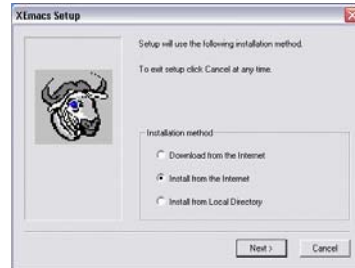 XEmacs Setup
Setup will use the following installation method.
To exit setup click Cancel at any time.
Installation method
Download from the Internet
Install from the Internet
Install from Local Directory
Next >
Cancel